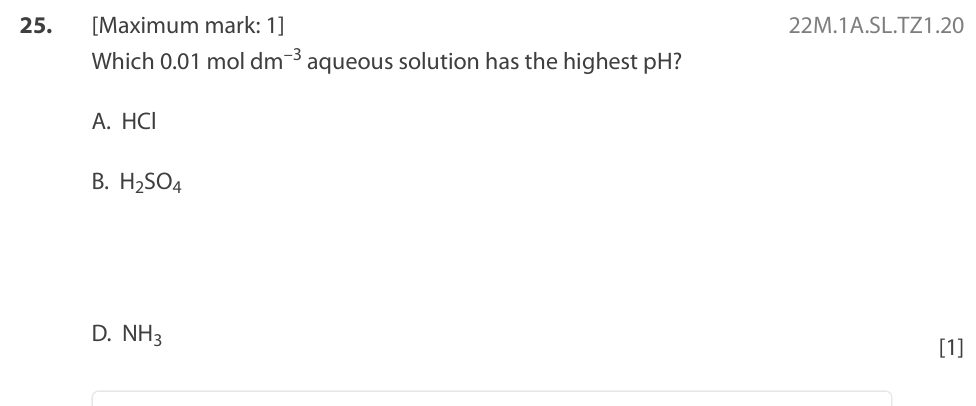 25. [Maximum mark: 1] 22M.1A.SL.TZ1.20
Which 0.01 mol dm⁻³ aqueous solution has the highest pH?
A. HCl
B. H₂SO₄
D. NH₃
[1]